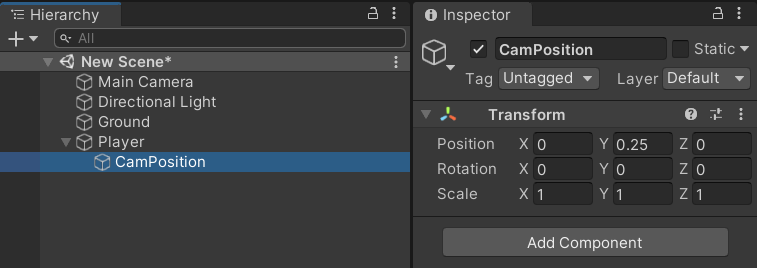 Hierarchy
All
New Scene*
Main Camera
Directional Light
Ground
Player
CamPosition
Inspector
CamPosition Static
Tag Untagged Layer Default
Transform
Position X 0 Y 0.25 Z 0
Rotation X 0 Y 0 Z 0
Scale X 1 Y 1 Z 1
Add Component